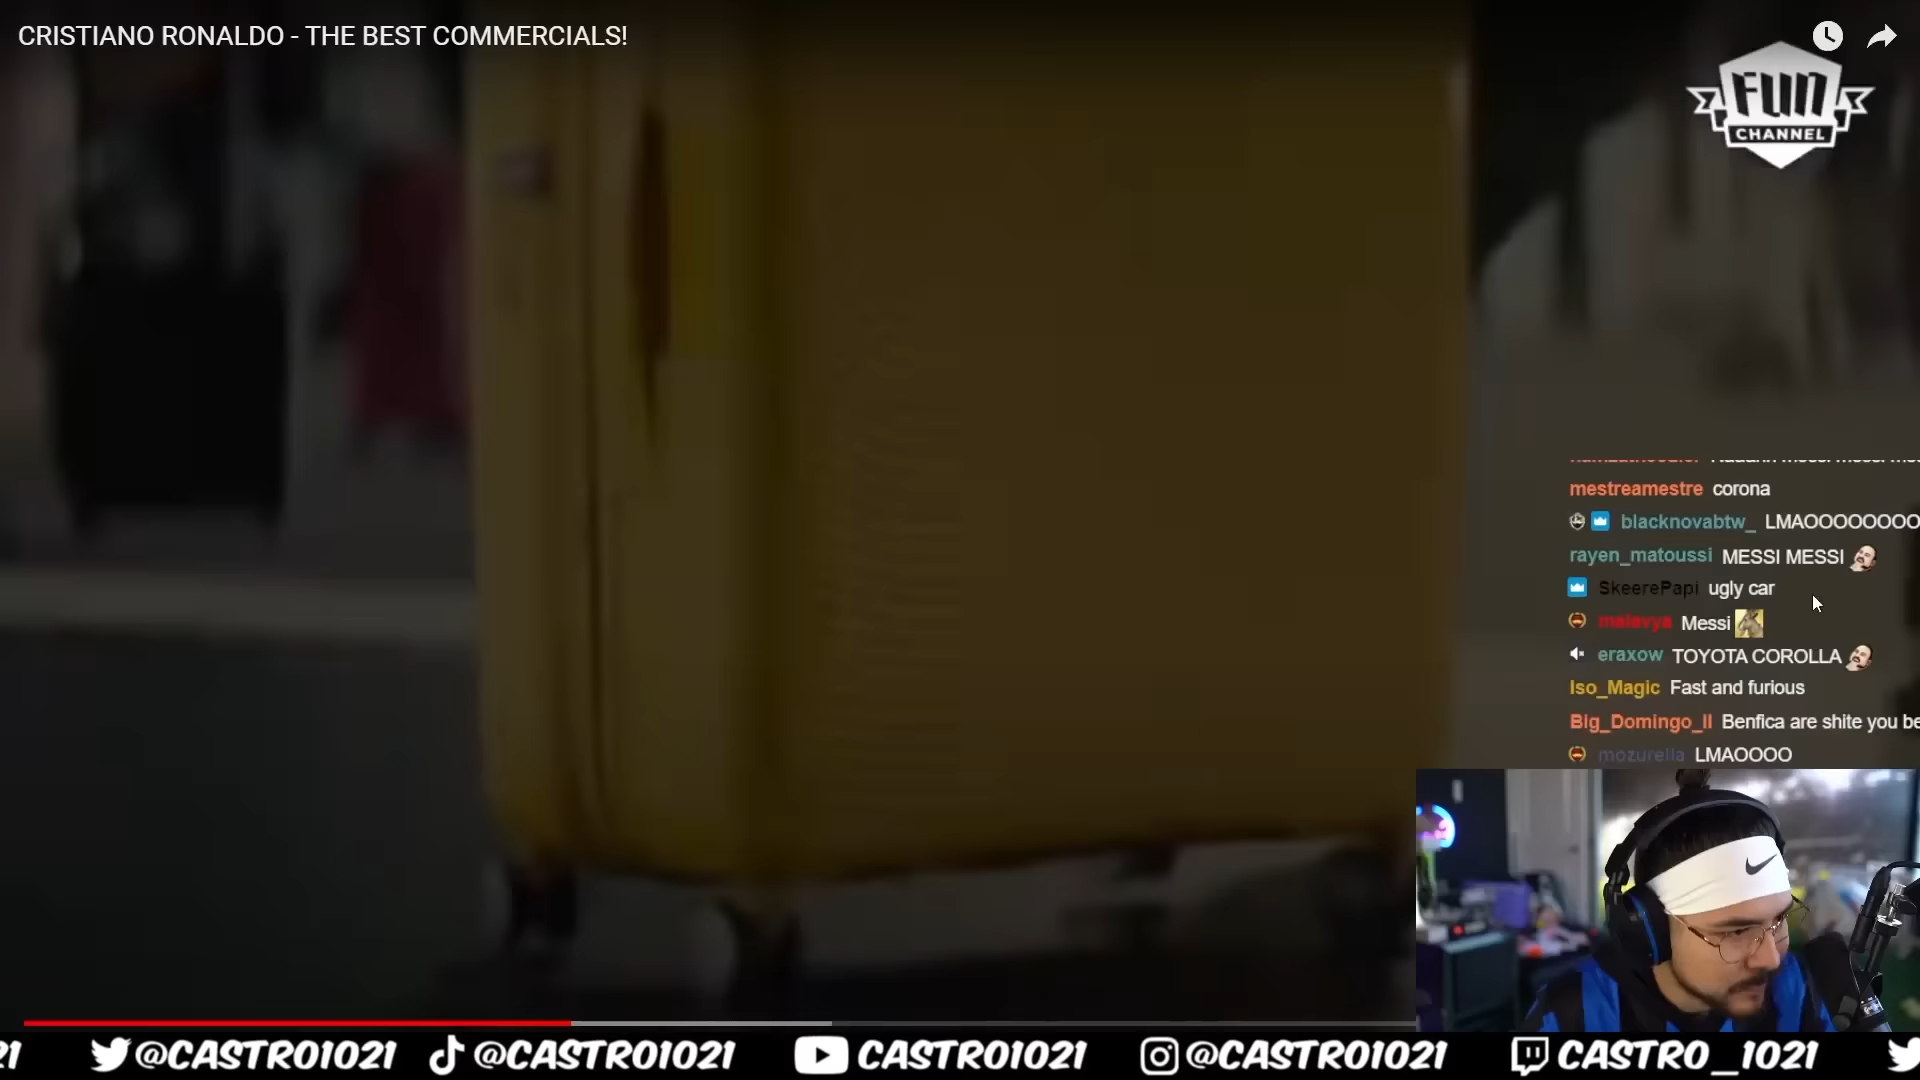 CRISTIANO RONALDO - THE BEST COMMERCIALS!
FUN
CHANNEL
mestreamestre corona
blacknovabtw_ LMAOOOOOOOO
rayen_matoussi MESSI MESSI
SkeerePapi ugly car
malavya Messi
eraxow TOYOTA COROLLA
Iso_Magic Fast and furious
Big_Domingo_II Benfica are shite you be
mozurella LMAOOOO
21 @CASTRO1021 @CASTRO1021 CASTRO1021 @CASTRO1021 CASTRO_1021